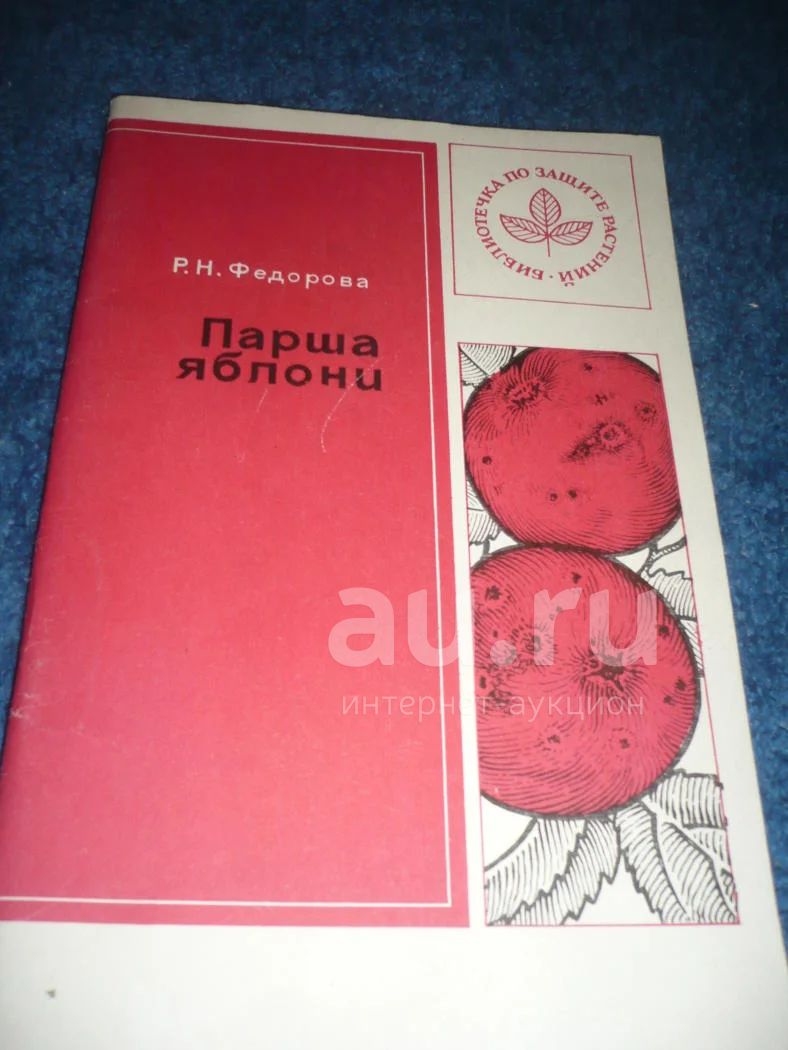 БИБЛИОТЕЧКА ПО ЗАЩИТЕ РАСТЕНИЙ ·
Р. Н. Федорова
Парша
яблони
au.ru
интернет-аукцион